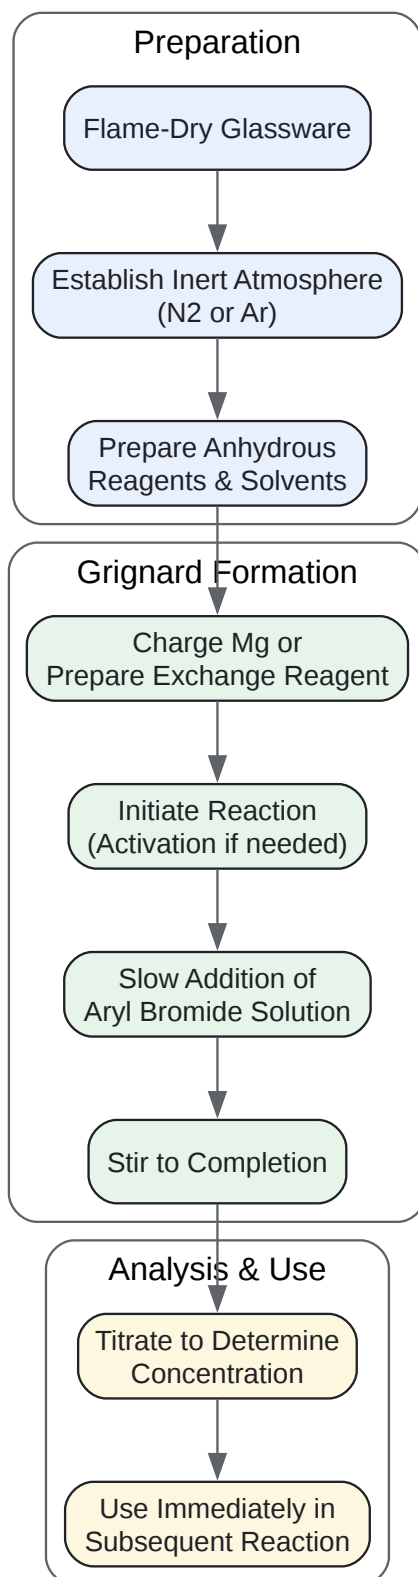 Preparation
Flame-Dry Glassware
Establish Inert Atmosphere
(N2 or Ar)
Prepare Anhydrous
Reagents & Solvents
Grignard Formation
Charge Mg or
Prepare Exchange Reagent
Initiate Reaction
(Activation if needed)
Slow Addition of
Aryl Bromide Solution
Stir to Completion
Analysis & Use
Titrate to Determine
Concentration
Use Immediately in
Subsequent Reaction